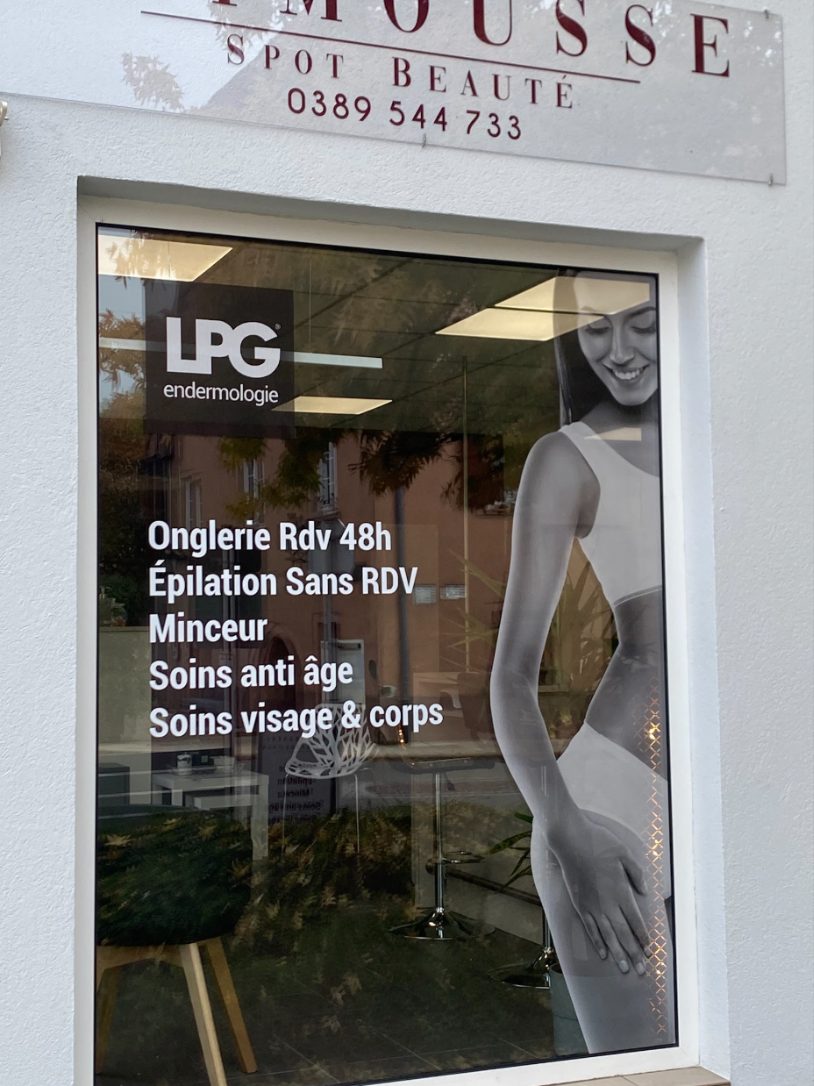 SPOT BEAUTÉ
0389 544 733
LPG®
endermologie
Onglerie Rdv 48h
Épilation Sans RDV
Minceur
Soins anti âge
Soins visage & corps